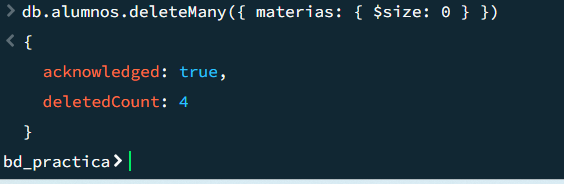 > db.alumnos.deleteMany({ materias: { $size: 0 } })
< {
acknowledged: true,
deletedCount: 4
}
bd_practica>